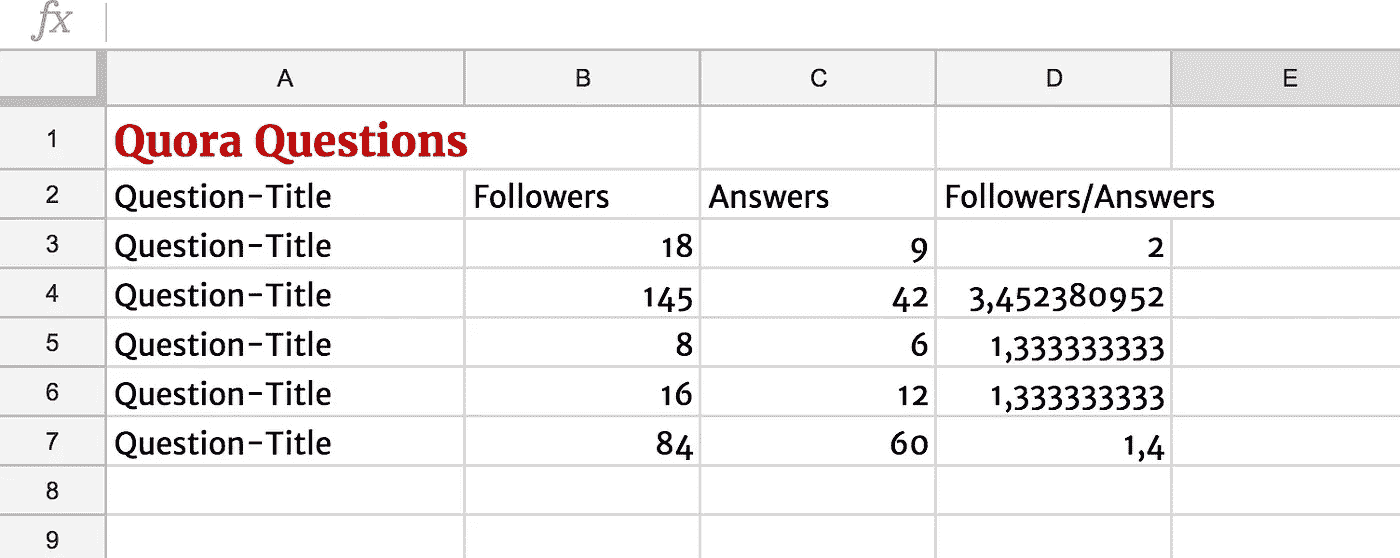 fx
A B C D E
1 Quora Questions
2 Question-Title Followers Answers Followers/Answers
3 Question-Title 18 9 2
4 Question-Title 145 42 3,452380952
5 Question-Title 8 6 1,333333333
6 Question-Title 16 12 1,333333333
7 Question-Title 84 60 1,4
8
9